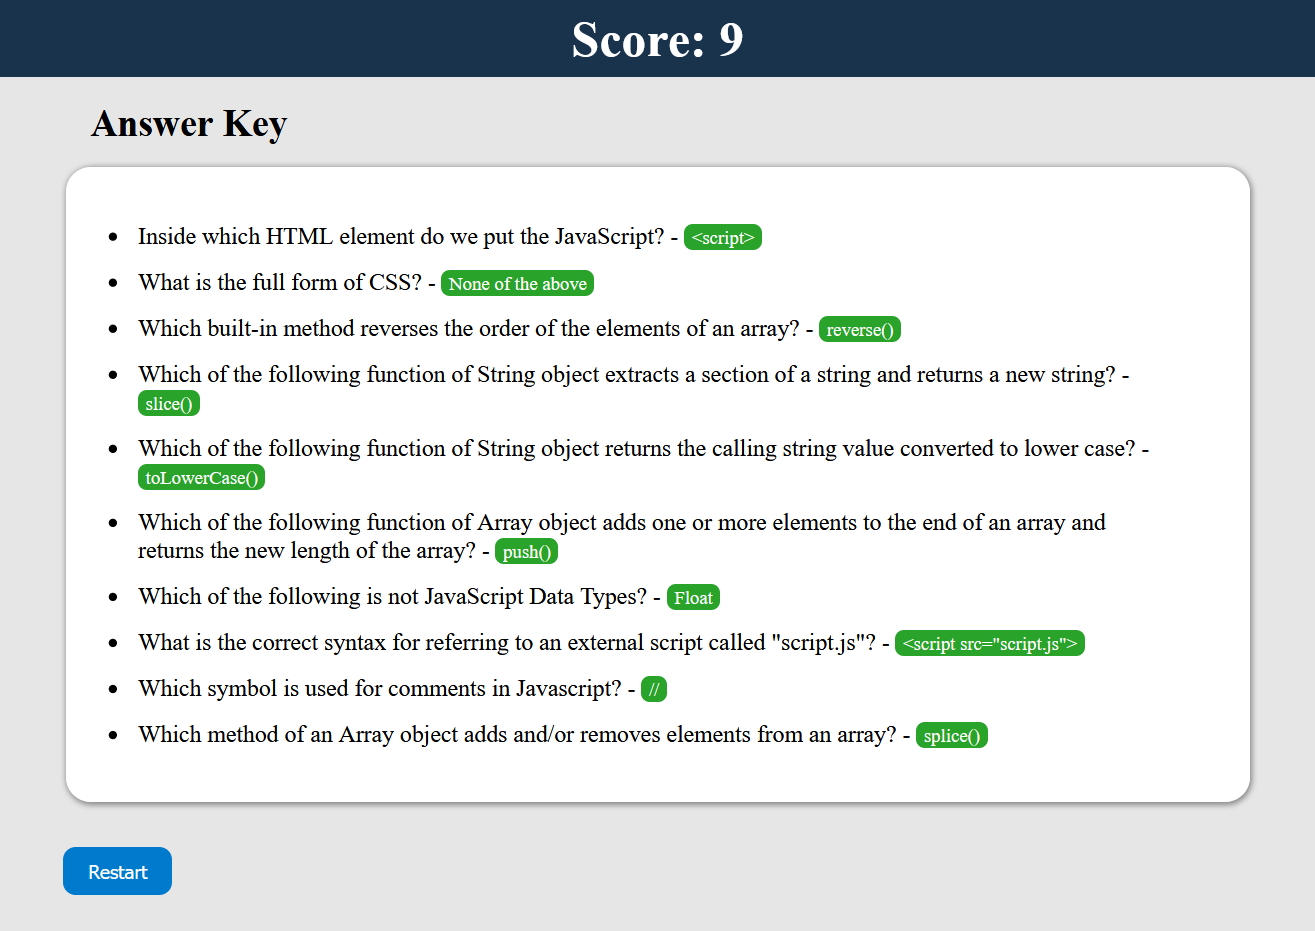 Score: 9
Answer Key
Inside which HTML element do we put the JavaScript? - <script>
What is the full form of CSS? - None of the above
Which built-in method reverses the order of the elements of an array? - reverse()
Which of the following function of String object extracts a section of a string and returns a new string? -
slice()
Which of the following function of String object returns the calling string value converted to lower case? -
toLowerCase()
Which of the following function of Array object adds one or more elements to the end of an array and
returns the new length of the array? - push()
Which of the following is not JavaScript Data Types? - Float
What is the correct syntax for referring to an external script called "script.js"? - <script src="script.js">
Which symbol is used for comments in Javascript? - //
Which method of an Array object adds and/or removes elements from an array? - splice()
Restart